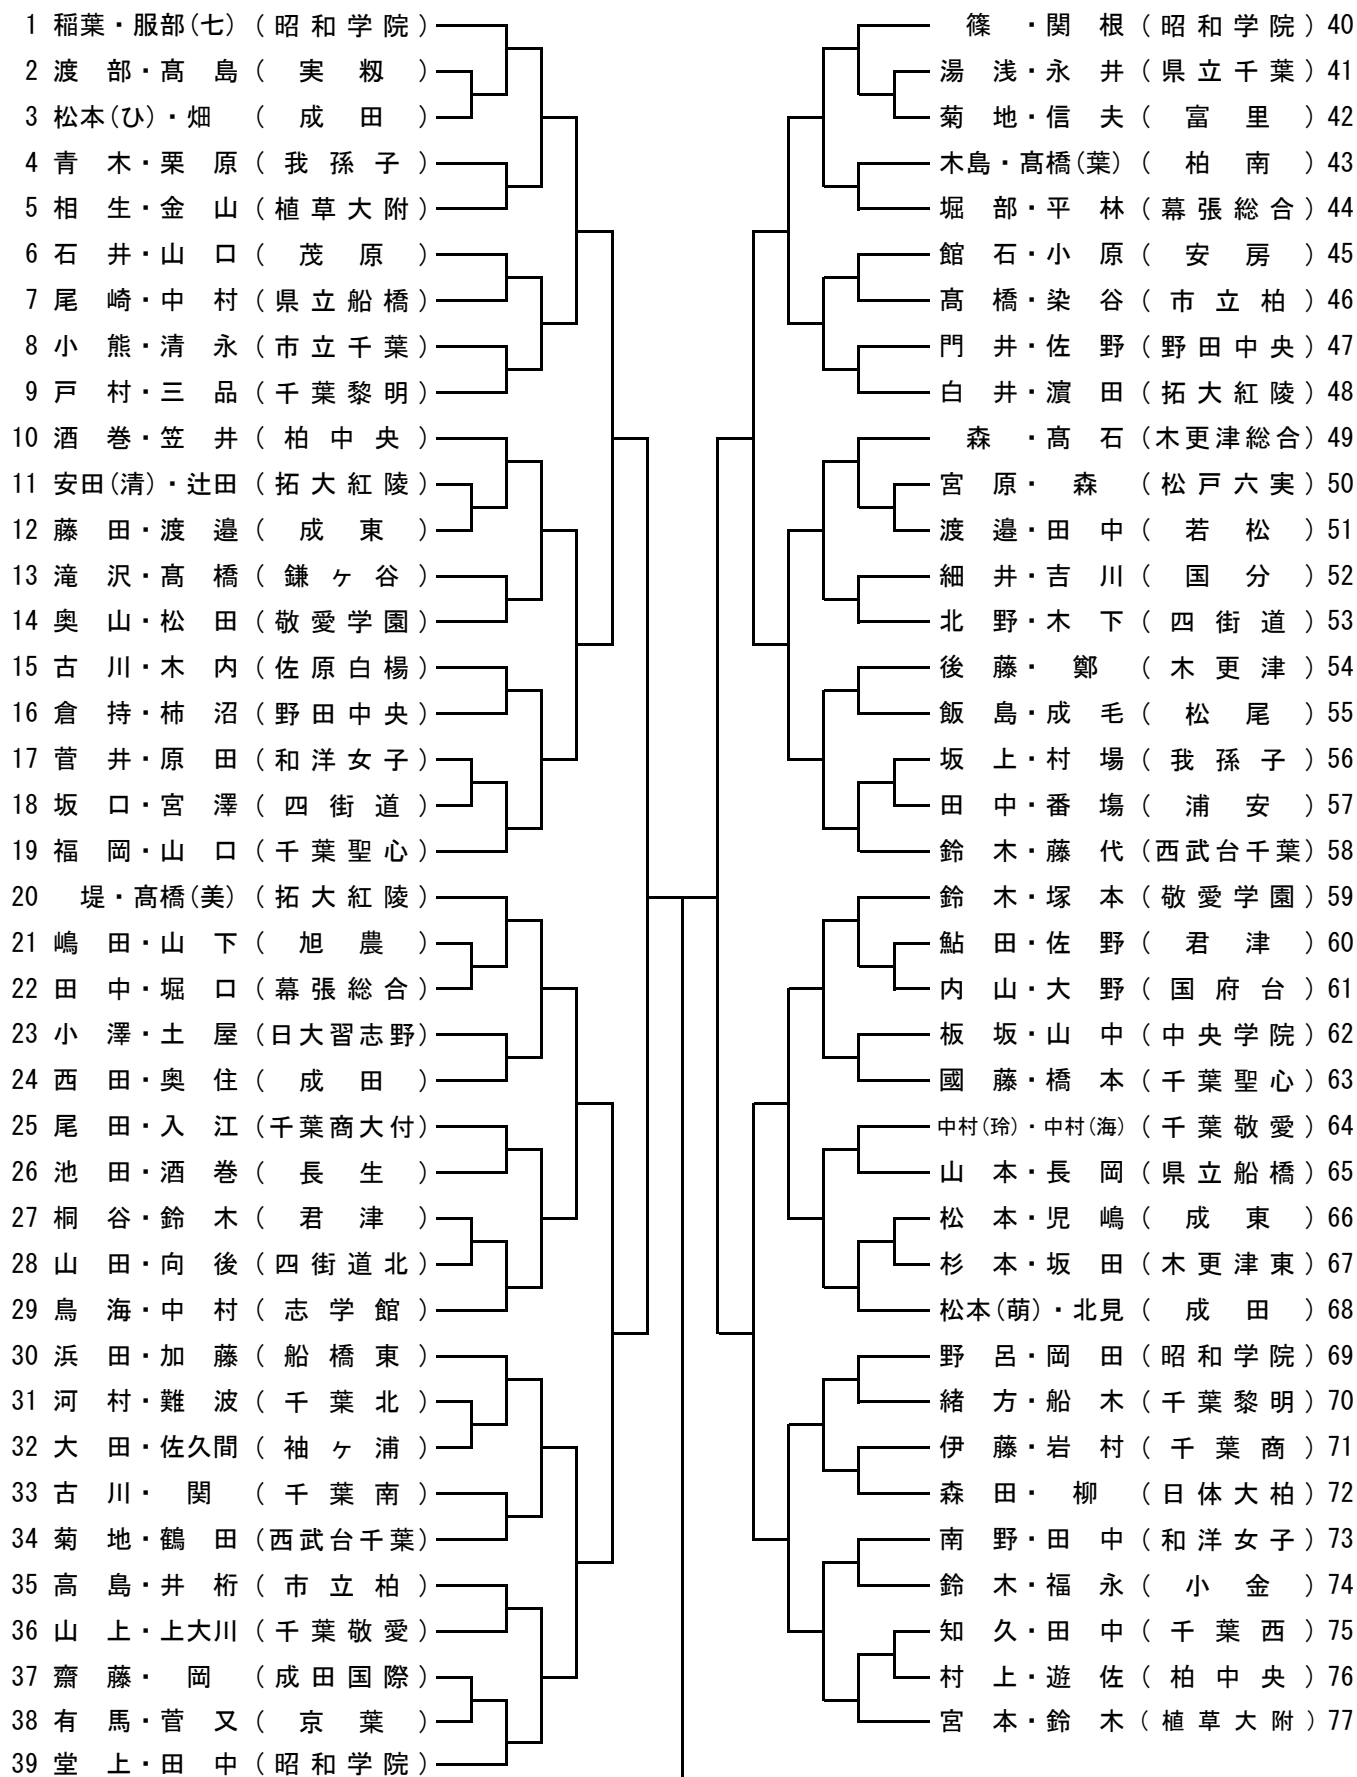 1 稲葉・服部(七) (昭和学院)
2 渡部・髙島 (実籾)
3 松本(ひ)・畑 (成田)
4 青木・栗原 (我孫子)
5 相生・金山 (植草大附)
6 石井・山口 (茂原)
7 尾崎・中村 (県立船橋)
8 小熊・清永 (市立千葉)
9 戸村・三品 (千葉黎明)
10 酒巻・笠井 (柏中央)
11 安田(清)・辻田 (拓大紅陵)
12 藤田・渡邉 (成東)
13 滝沢・髙橋 (鎌ヶ谷)
14 奥山・松田 (敬愛学園)
15 古川・木内 (佐原白楊)
16 倉持・柿沼 (野田中央)
17 菅井・原田 (和洋女子)
18 坂口・宮澤 (四街道)
19 福岡・山口 (千葉聖心)
20 堤・髙橋(美) (拓大紅陵)
21 嶋田・山下 (旭農)
22 田中・堀口 (幕張総合)
23 小澤・土屋 (日大習志野)
24 西田・奥住 (成田)
25 尾田・入江 (千葉商大付)
26 池田・酒巻 (長生)
27 桐谷・鈴木 (君津)
28 山田・向後 (四街道北)
29 鳥海・中村 (志学館)
30 浜田・加藤 (船橋東)
31 河村・難波 (千葉北)
32 大田・佐久間 (袖ヶ浦)
33 古川・関 (千葉南)
34 菊地・鶴田 (西武台千葉)
35 高島・井桁 (市立柏)
36 山上・上大川 (千葉敬愛)
37 齋藤・岡 (成田国際)
38 有馬・菅又 (京葉)
39 堂上・田中 (昭和学院)
篠・関根 (昭和学院) 40
湯浅・永井 (県立千葉) 41
菊地・信夫 (富里) 42
木島・髙橋(葉) (柏南) 43
堀部・平林 (幕張総合) 44
館石・小原 (安房) 45
髙橋・染谷 (市立柏) 46
門井・佐野 (野田中央) 47
白井・濵田 (拓大紅陵) 48
森・髙石 (木更津総合) 49
宮原・森 (松戸六実) 50
渡邉・田中 (若松) 51
細井・吉川 (国分) 52
北野・木下 (四街道) 53
後藤・鄭 (木更津) 54
飯島・成毛 (松尾) 55
坂上・村場 (我孫子) 56
田中・番場 (浦安) 57
鈴木・藤代 (西武台千葉) 58
鈴木・塚本 (敬愛学園) 59
鮎田・佐野 (君津) 60
内山・大野 (国府台) 61
板坂・山中 (中央学院) 62
國藤・橋本 (千葉聖心) 63
中村(玲)・中村(海) (千葉敬愛) 64
山本・長岡 (県立船橋) 65
松本・児嶋 (成東) 66
杉本・坂田 (木更津東) 67
松本(萌)・北見 (成田) 68
野呂・岡田 (昭和学院) 69
緒方・船木 (千葉黎明) 70
伊藤・岩村 (千葉商) 71
森田・柳 (日体大柏) 72
南野・田中 (和洋女子) 73
鈴木・福永 (小金) 74
知久・田中 (千葉西) 75
村上・遊佐 (柏中央) 76
宮本・鈴木 (植草大附) 77